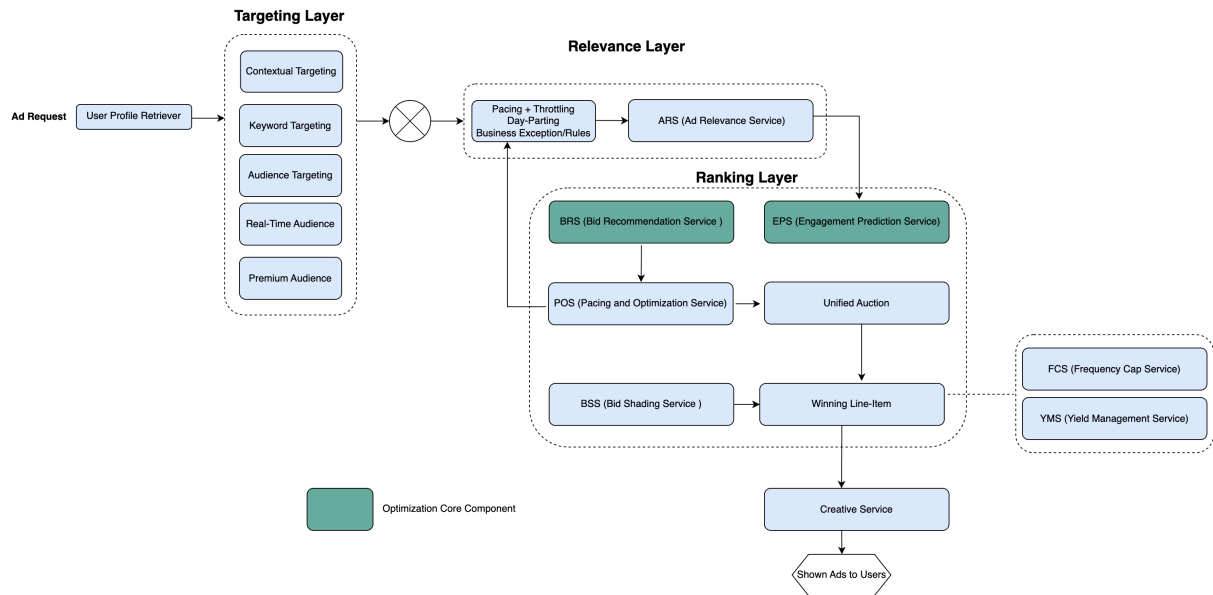 Targeting Layer
Relevance Layer
Ad Request
User Profile Retriever
Contextual Targeting
Keyword Targeting
Audience Targeting
Real-Time Audience
Premium Audience
Pacing + Throttling
Day-Parting
Business Exception/Rules
ARS (Ad Relevance Service)
Ranking Layer
BRS (Bid Recommendation Service )
EPS (Engagement Prediction Service)
POS (Pacing and Optimization Service)
Unified Auction
BSS (Bid Shading Service )
Winning Line-Item
FCS (Frequency Cap Service)
YMS (Yield Management Service)
Optimization Core Component
Creative Service
Shown Ads to Users